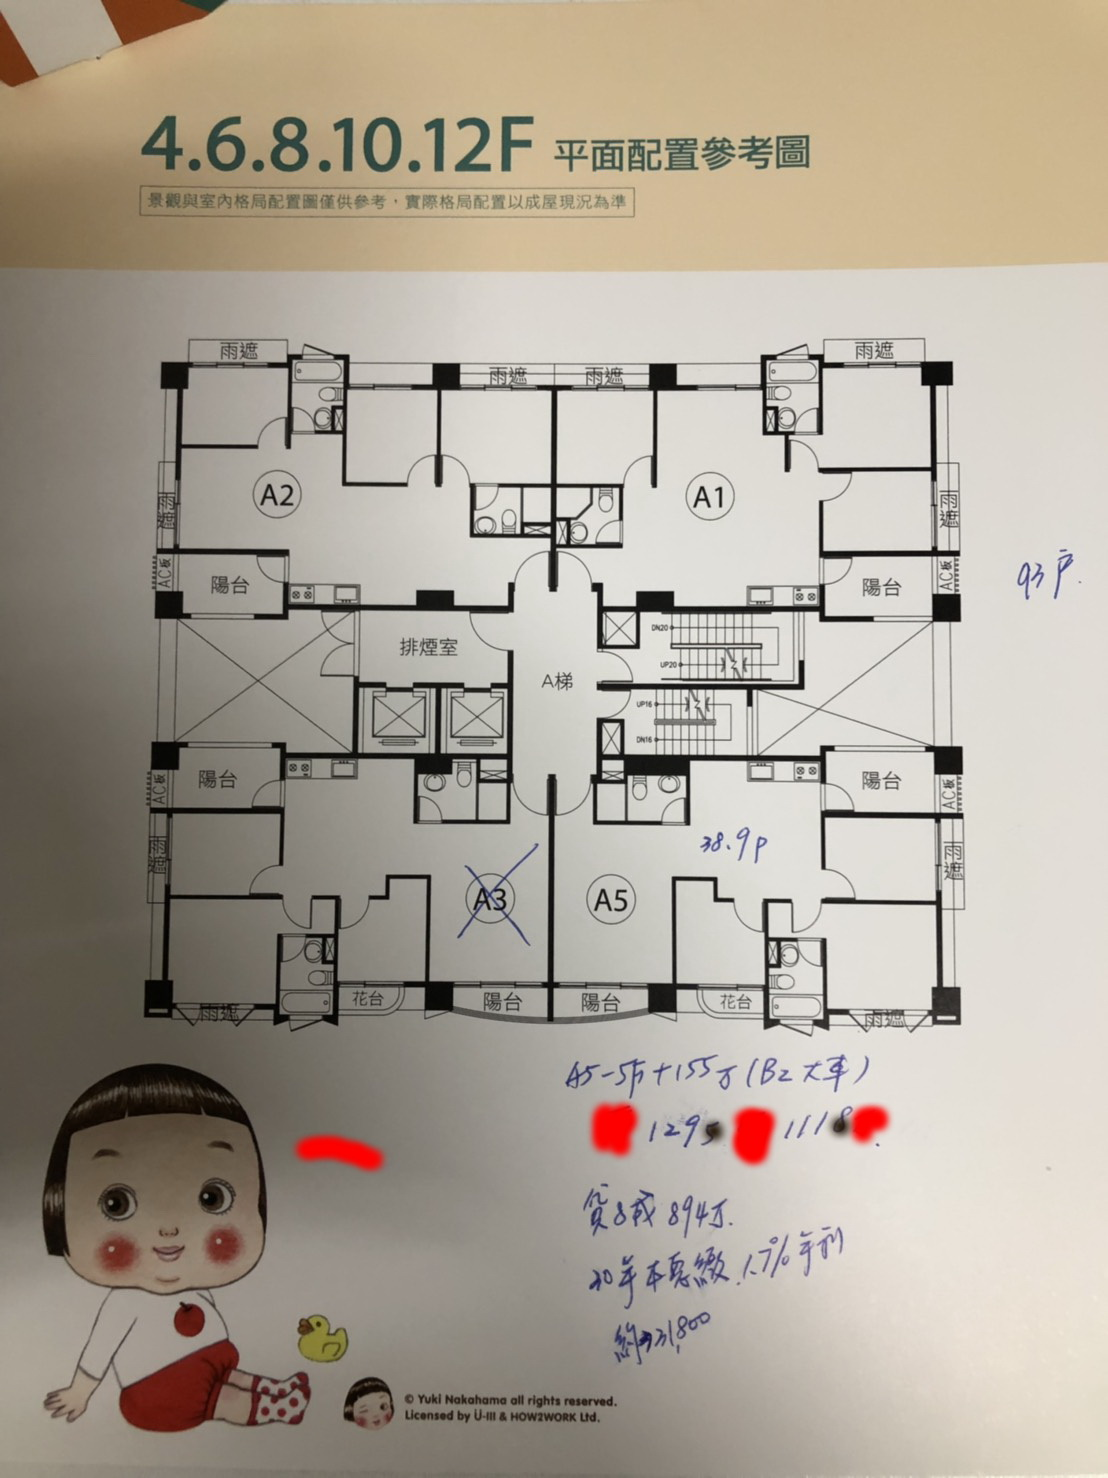 4.6.8.10.12F 平面配置參考圖
景觀與室內格局配置圖僅供參考，實際格局配置以成屋現況為準
雨遮 雨遮 雨遮 雨遮
雨遮 A2 A1 雨遮
AC板 陽台 陽台 AC板
93戶.
排煙室 DN20
UP20
A梯
UP16
DN16
AC板 陽台 陽台 AC板
雨遮 38.9P 雨遮
A3 A5
雨遮 花台 陽台 陽台 花台 雨遮
A5-5F+155万(B2大車)
1295 1118
貸8成 894万.
30年本息繳 1.7%年利
約31,800
© Yuki Nakahama all rights reserved.
Licensed by Ü-III & HOW2WORK Ltd.